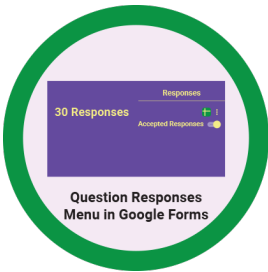 Responses
30 Responses
Accepted Responses
Question Responses
Menu in Google Forms